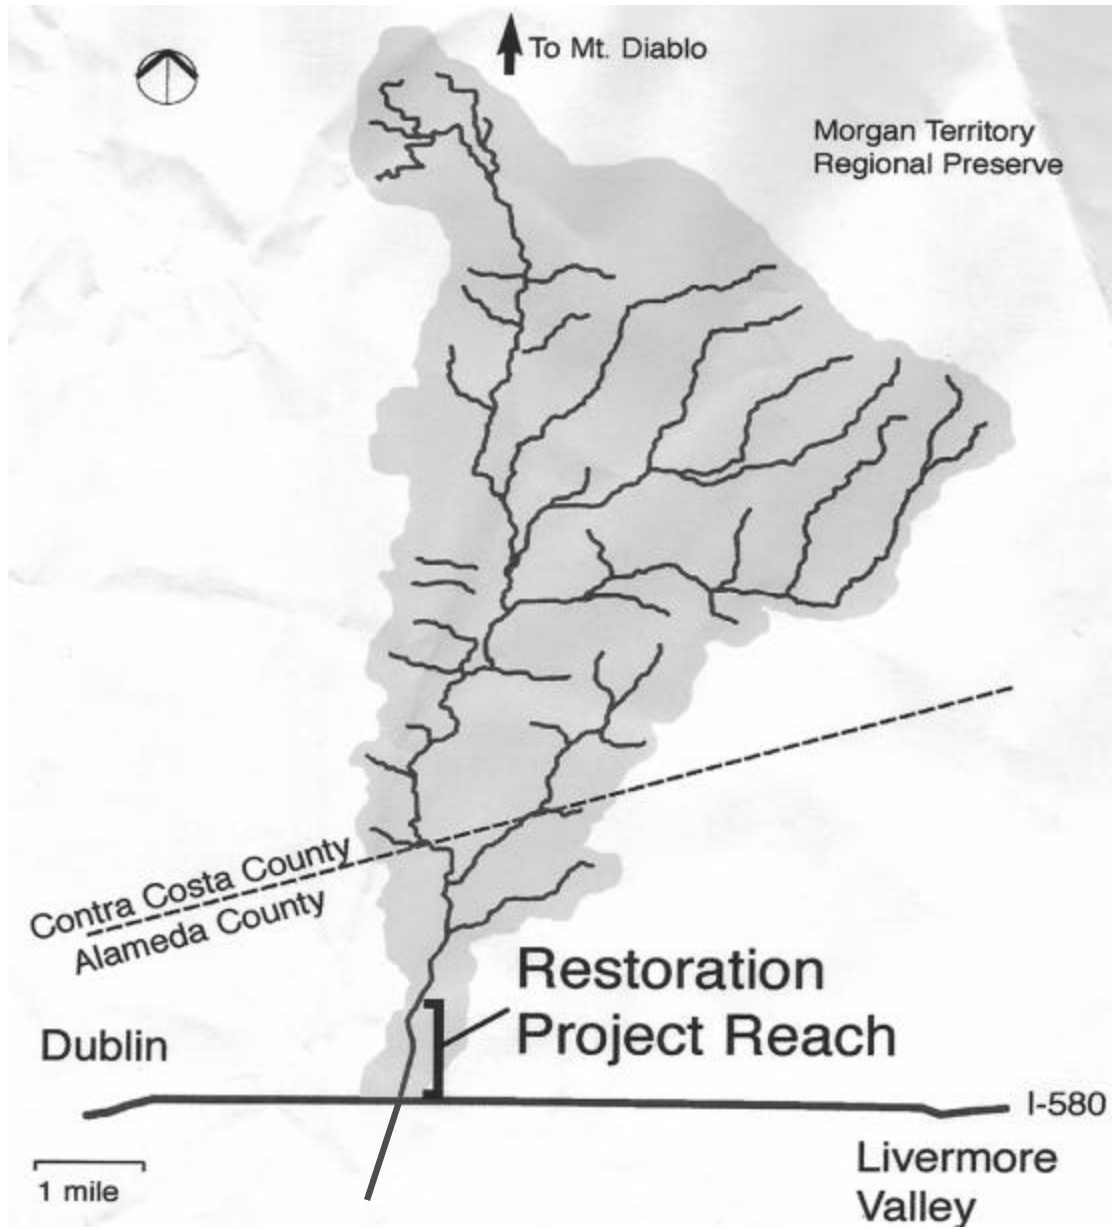 To Mt. Diablo
Morgan Territory
Regional Preserve
Contra Costa County
Alameda County
Restoration
Project Reach
Dublin
I-580
1 mile
Livermore
Valley